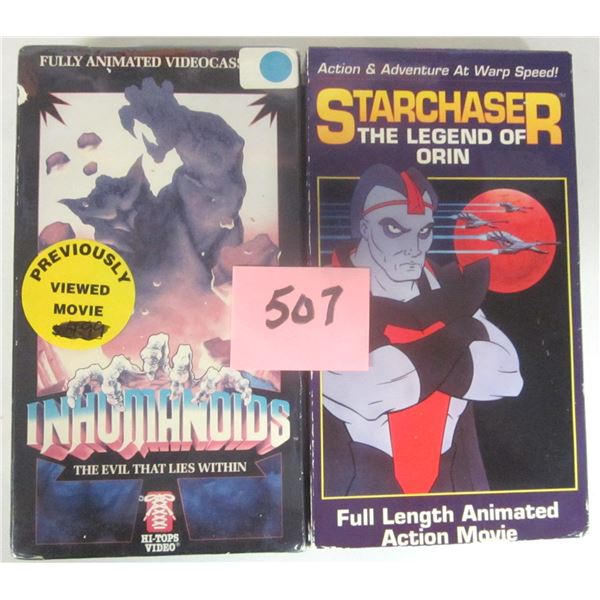 FULLY ANIMATED VIDEOCASS
PREVIOUSLY
VIEWED
MOVIE
INHUMANOIDS
THE EVIL THAT LIES WITHIN
HI-TOPS
VIDEO®
507
Action & Adventure At Warp Speed!
STARCHASER™
THE LEGEND OF
ORIN
Full Length Animated
Action Movie